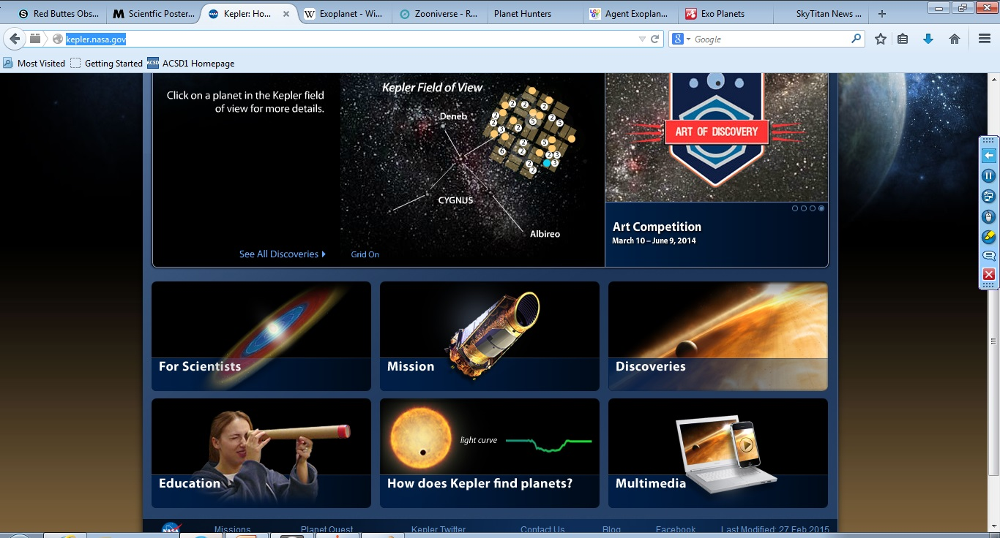 Red Buttes Obs...
Scientfic Poster...
Kepler: Ho...
Exoplanet - Wi...
Zooniverse - R...
Planet Hunters
Agent Exoplan...
Exo Planets
SkyTitan News ...
kepler.nasa.gov
Google
Most Visited
Getting Started
ACSD1 Homepage
Click on a planet in the Kepler field
of view for more details.
Kepler Field of View
Deneb
CYGNUS
Albireo
See All Discoveries
Grid On
ART OF DISCOVERY
Art Competition
March 10 – June 9, 2014
For Scientists
Mission
Discoveries
Education
light curve
How does Kepler find planets?
Multimedia
NASA
Missions
Planet Quest
Kepler Twitter
Contact Us
Blog
Facebook
Last Modified: 27 Feb 2015